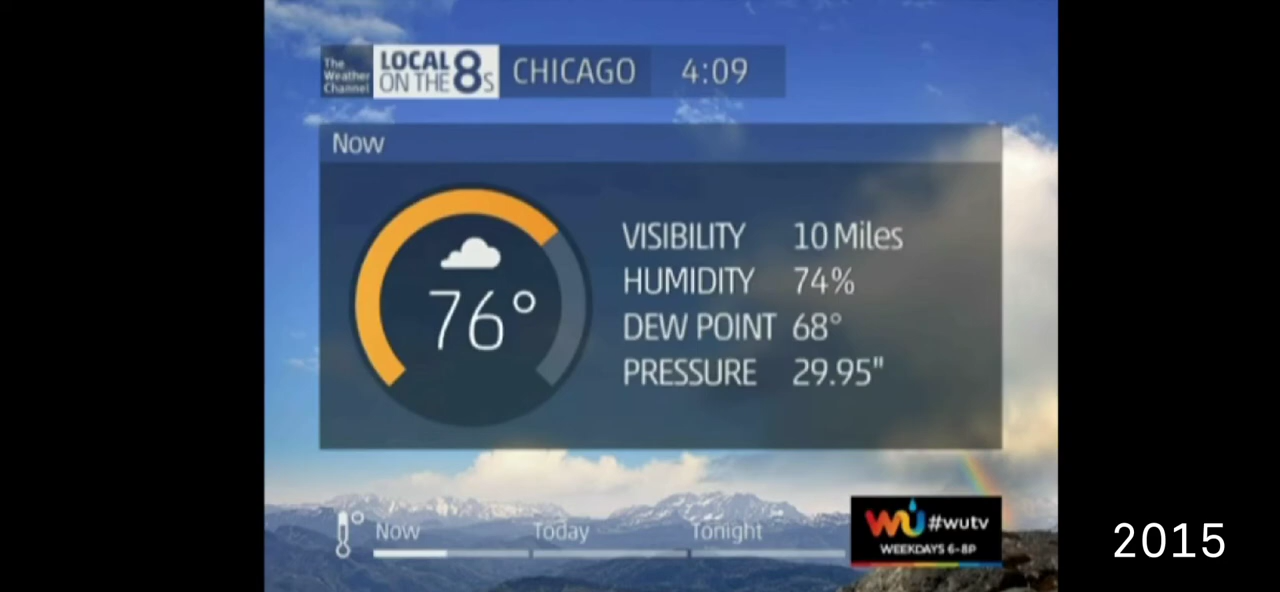 The Weather Channel
LOCAL ON THE 8s
CHICAGO 4:09
Now
76°
VISIBILITY 10 Miles
HUMIDITY 74%
DEW POINT 68°
PRESSURE 29.95"
Now Today Tonight
wu #wutv
WEEKDAYS 6-8P
2015